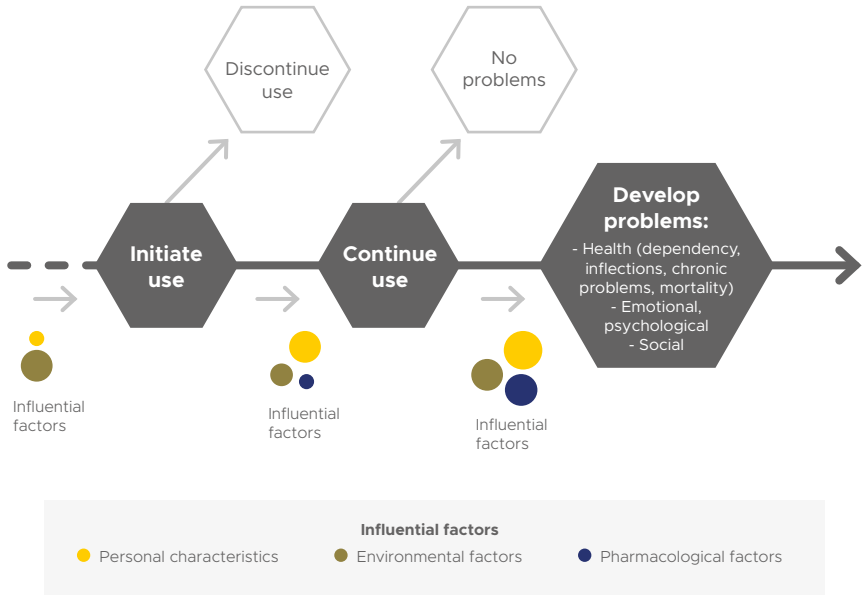 Discontinue
use
No
problems
Initiate
use
Continue
use
Develop
problems:
- Health (dependency,
inflections, chronic
problems, mortality)
- Emotional,
psychological
- Social
Influential
factors
Influential
factors
Influential
factors
Influential factors
Personal characteristics
Environmental factors
Pharmacological factors